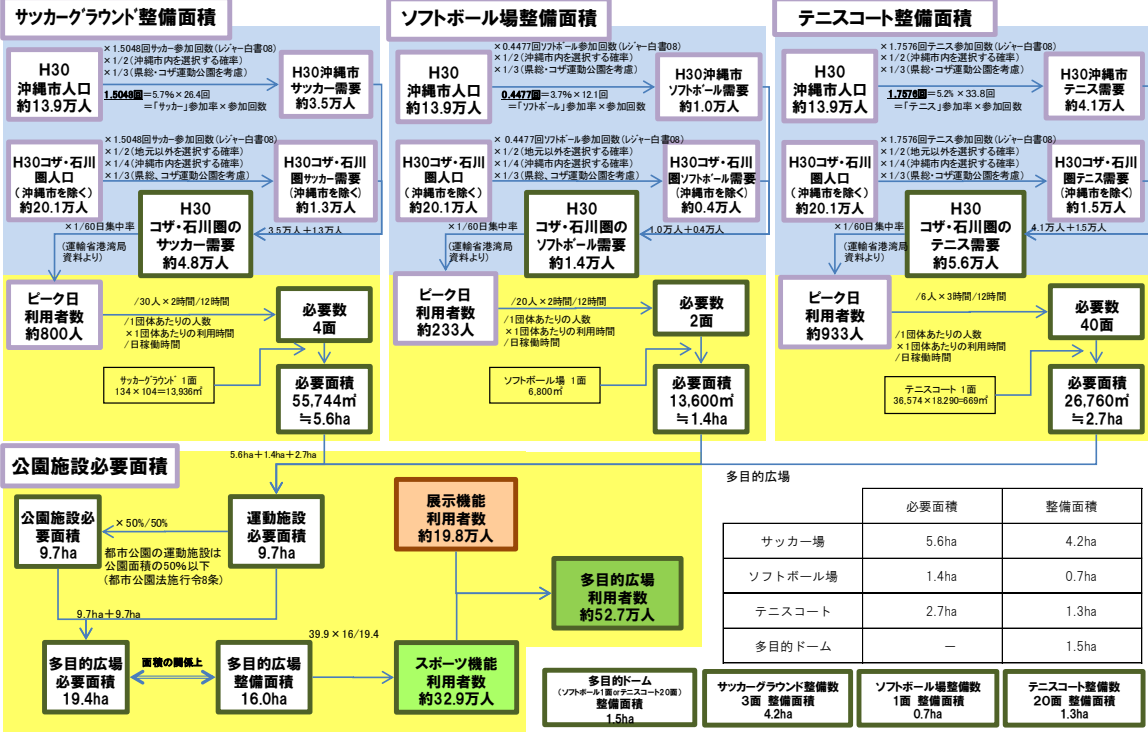 サッカーグラウンド整備面積
H30
沖縄市人口
約13.9万人
×1.5048回サッカー参加回数(レジャー白書08)
×1/2(沖縄市内を選択する確率)
×1/3(県総・コザ運動公園を考慮)
1.5048回=5.7%×26.4回
=「サッカー」参加率×参加回数
H30沖縄市
サッカー需要
約3.5万人
H30コザ・石川
圏人口
(沖縄市を除く)
約20.1万人
×1.5048回サッカー参加回数(レジャー白書08)
×1/2(地元以外を選択する確率)
×1/4(沖縄市内を選択する確率)
×1/3(県総、コザ運動公園を考慮)
H30コザ・石川
圏サッカー需要
(沖縄市を除く)
約1.3万人
H30
コザ・石川圏の
サッカー需要
約4.8万人
3.5万人+1.3万人
×1/60日集中率
(運輸省港湾局
資料より)
ピーク日
利用者数
約800人
/30人×2時間/12時間
/1団体あたりの人数
×1団体あたりの利用時間
/日稼働時間
必要数
4面
サッカーグラウンド 1面
134×104=13,936㎡
必要面積
55,744㎡
≒5.6ha
ソフトボール場整備面積
H30
沖縄市人口
約13.9万人
×0.4477回ソフトボール参加回数(レジャー白書08)
×1/2(沖縄市内を選択する確率)
×1/3(県総・コザ運動公園を考慮)
0.4477回=3.7%×12.1回
=「ソフトボール」参加率×参加回数
H30沖縄市
ソフトボール需要
約1.0万人
H30コザ・石川
圏人口
(沖縄市を除く)
約20.1万人
×0.4477回ソフトボール参加回数(レジャー白書08)
×1/2(地元以外を選択する確率)
×1/4(沖縄市内を選択する確率)
×1/3(県総・コザ運動公園を考慮)
H30コザ・石川
圏ソフトボール需要
(沖縄市を除く)
約0.4万人
H30
コザ・石川圏の
ソフトボール需要
約1.4万人
1.0万人+0.4万人
×1/60日集中率
(運輸省港湾局
資料より)
ピーク日
利用者数
約233人
/20人×2時間/12時間
/1団体あたりの人数
×1団体あたりの利用時間
/日稼働時間
必要数
2面
ソフトボール場 1面
6,800㎡
必要面積
13,600㎡
≒1.4ha
テニスコート整備面積
H30
沖縄市人口
約13.9万人
×1.7576回テニス参加回数(レジャー白書08)
×1/2(沖縄市内を選択する確率)
×1/3(県総・コザ運動公園を考慮)
1.7576回=5.2%×33.8回
=「テニス」参加率×参加回数
H30沖縄市
テニス需要
約4.1万人
H30コザ・石川
圏人口
(沖縄市を除く)
約20.1万人
×1.7576回テニス参加回数(レジャー白書08)
×1/2(地元以外を選択する確率)
×1/4(沖縄市内を選択する確率)
×1/3(県総・コザ運動公園を考慮)
H30コザ・石川
圏テニス需要
(沖縄市を除く)
約1.5万人
H30
コザ・石川圏の
テニス需要
約5.6万人
4.1万人+1.5万人
×1/60日集中率
(運輸省港湾局
資料より)
ピーク日
利用者数
約933人
/6人×3時間/12時間
/1団体あたりの人数
×1団体あたりの利用時間
/日稼働時間
必要数
40面
テニスコート 1面
36,574×18.290=669㎡
必要面積
26,760㎡
≒2.7ha
公園施設必要面積
5.6ha+1.4ha+2.7ha
公園施設必
要面積
9.7ha
×50%/50%
都市公園の運動施設は
公園面積の50%以下
(都市公園法施行令8条)
運動施設
必要面積
9.7ha
展示機能
利用者数
約19.8万人
多目的広場
利用者数
約52.7万人
9.7ha+9.7ha
多目的広場
必要面積
19.4ha
面積の関係上
多目的広場
整備面積
16.0ha
39.9×16/19.4
スポーツ機能
利用者数
約32.9万人
多目的広場
必要面積 整備面積
サッカー場 5.6ha 4.2ha
ソフトボール場 1.4ha 0.7ha
テニスコート 2.7ha 1.3ha
多目的ドーム — 1.5ha
多目的ドーム
(ソフトボール1面orテニスコート20面)
整備面積
1.5ha
サッカーグラウンド整備数
3面 整備面積
4.2ha
ソフトボール場整備数
1面 整備面積
0.7ha
テニスコート整備数
20面 整備面積
1.3ha